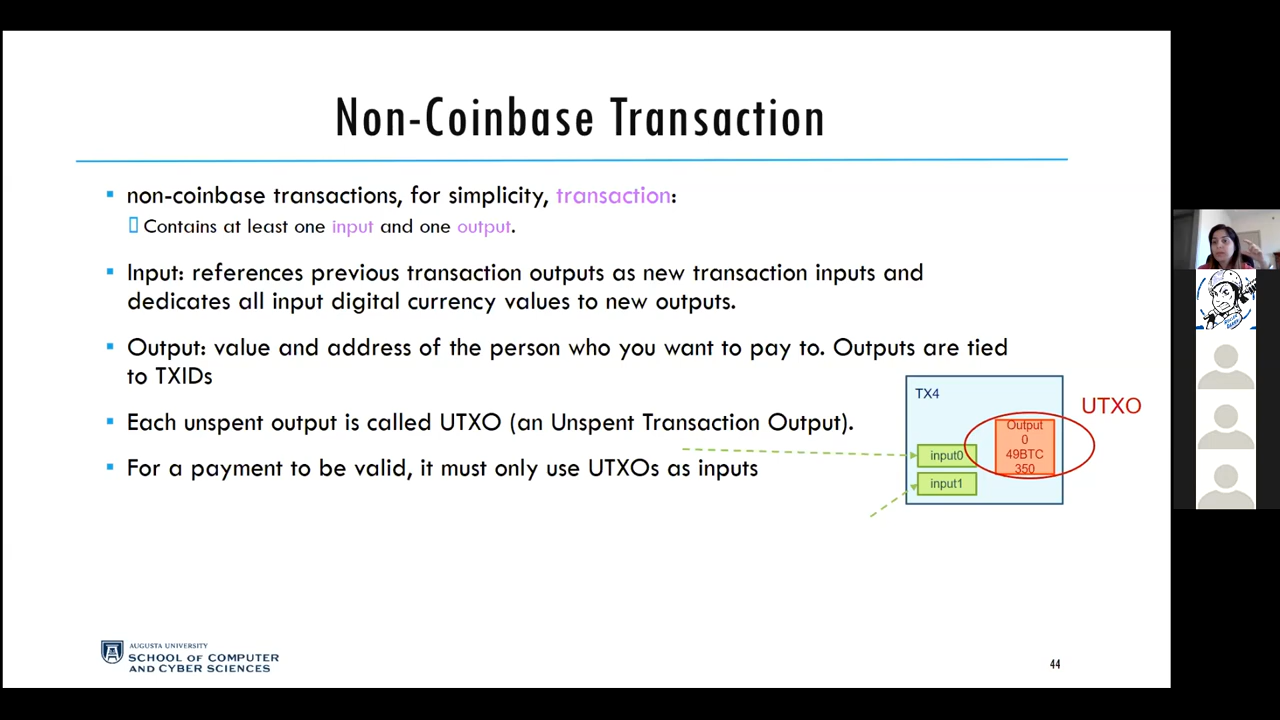 Non-Coinbase Transaction
non-coinbase transactions, for simplicity, transaction:
Contains at least one input and one output.
Input: references previous transaction outputs as new transaction inputs and
dedicates all input digital currency values to new outputs.
Output: value and address of the person who you want to pay to. Outputs are tied
to TXIDs
Each unspent output is called UTXO (an Unspent Transaction Output).
For a payment to be valid, it must only use UTXOs as inputs
TX4
UTXO
Output
0
49BTC
350
input0
input1
AUGUSTA UNIVERSITY
SCHOOL OF COMPUTER
AND CYBER SCIENCES
44